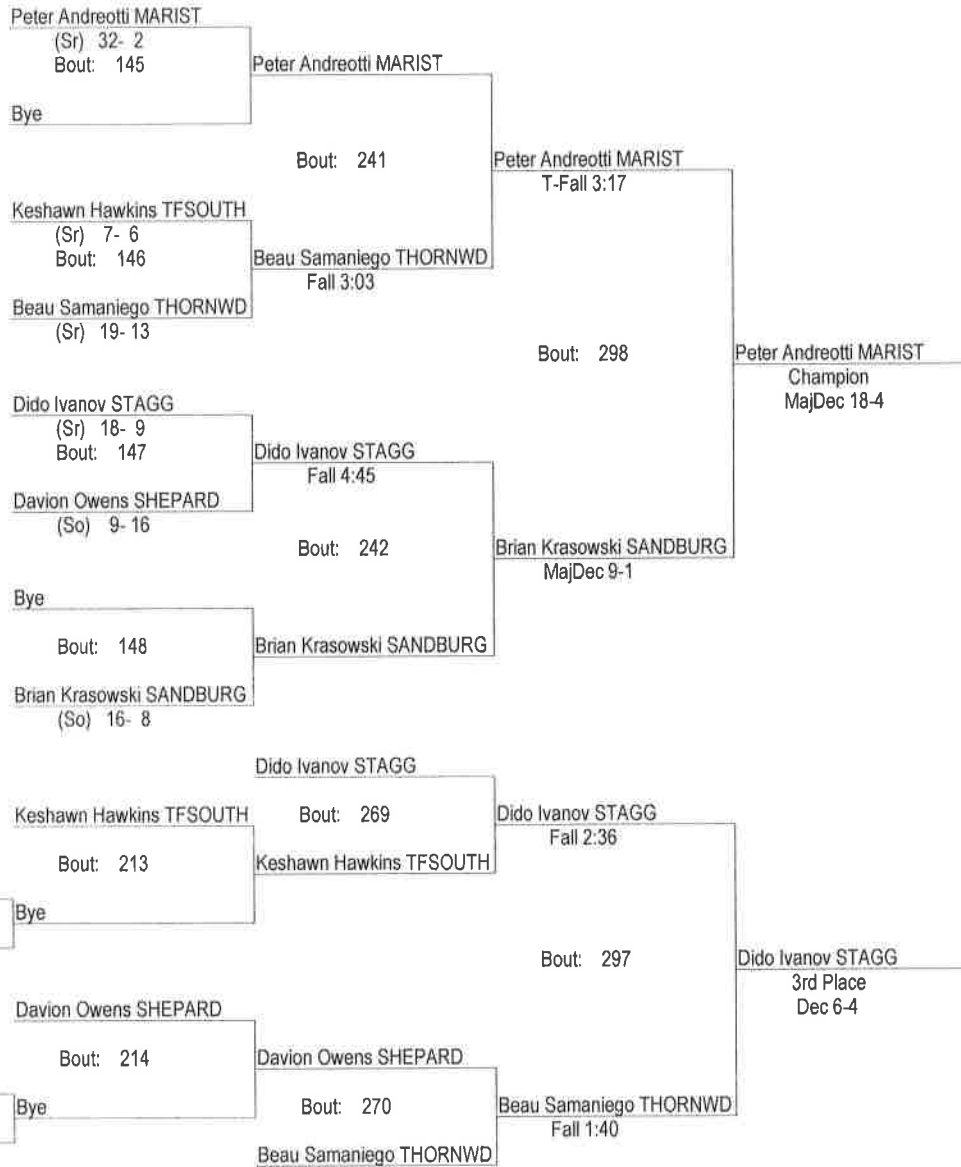 Peter Andreotti MARIST
(Sr) 32- 2
Bout: 145
Peter Andreotti MARIST
Bye
Bout: 241
Peter Andreotti MARIST
T-Fall 3:17
Keshawn Hawkins TFSOUTH
(Sr) 7- 6
Bout: 146
Beau Samaniego THORNWD
Fall 3:03
Beau Samaniego THORNWD
(Sr) 19- 13
Bout: 298
Peter Andreotti MARIST
Champion
MajDec 18-4
Dido Ivanov STAGG
(Sr) 18- 9
Bout: 147
Dido Ivanov STAGG
Fall 4:45
Davion Owens SHEPARD
(So) 9- 16
Bout: 242
Brian Krasowski SANDBURG
MajDec 9-1
Bye
Bout: 148
Brian Krasowski SANDBURG
Brian Krasowski SANDBURG
(So) 16- 8
Dido Ivanov STAGG
Keshawn Hawkins TFSOUTH
Bout: 269
Dido Ivanov STAGG
Fall 2:36
Bout: 213
Keshawn Hawkins TFSOUTH
Bye
Bout: 297
Dido Ivanov STAGG
3rd Place
Dec 6-4
Davion Owens SHEPARD
Bout: 214
Davion Owens SHEPARD
Bye
Bout: 270
Beau Samaniego THORNWD
Fall 1:40
Beau Samaniego THORNWD